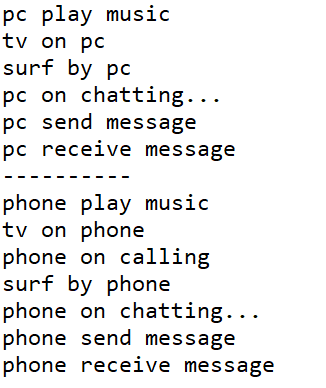 pc play music
tv on pc
surf by pc
pc on chatting...
pc send message
pc receive message
----------
phone play music
tv on phone
phone on calling
surf by phone
phone on chatting...
phone send message
phone receive message